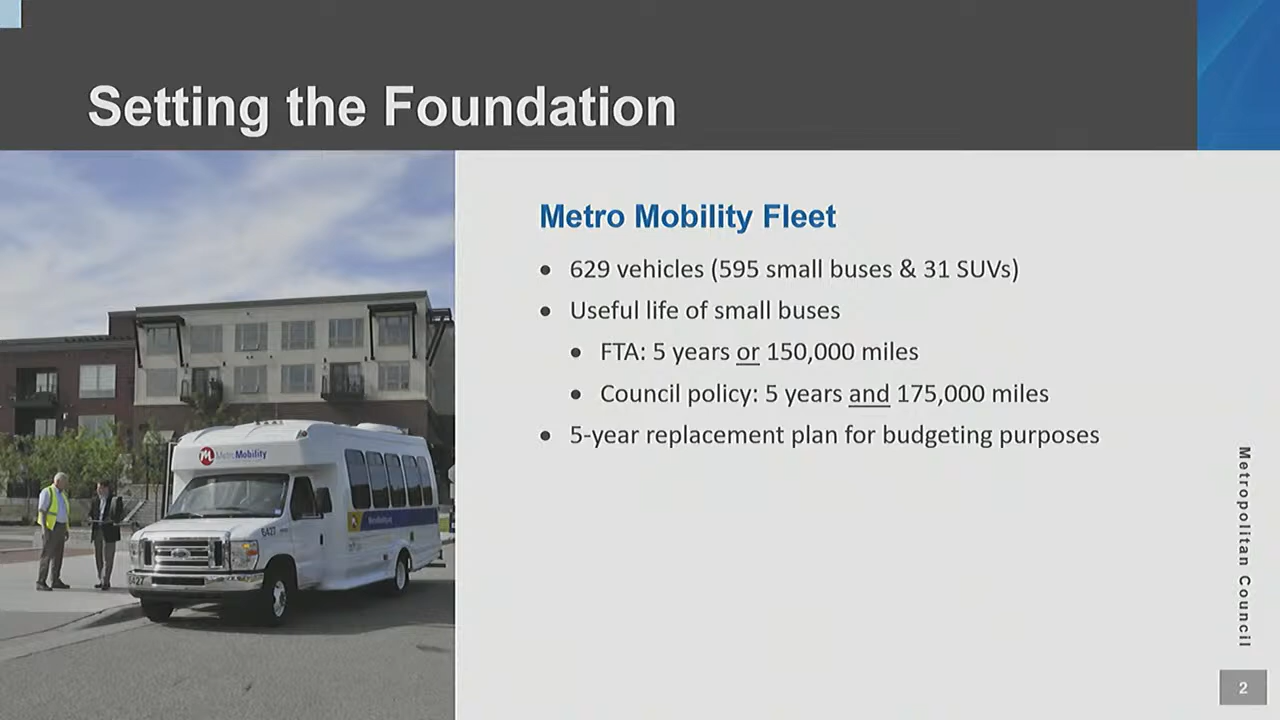 Setting the Foundation
Metro Mobility Fleet
• 629 vehicles (595 small buses & 31 SUVs)
• Useful life of small buses
• FTA: 5 years or 150,000 miles
• Council policy: 5 years and 175,000 miles
• 5-year replacement plan for budgeting purposes
MetroMobility
6427
6427
Metropolitan Council
2